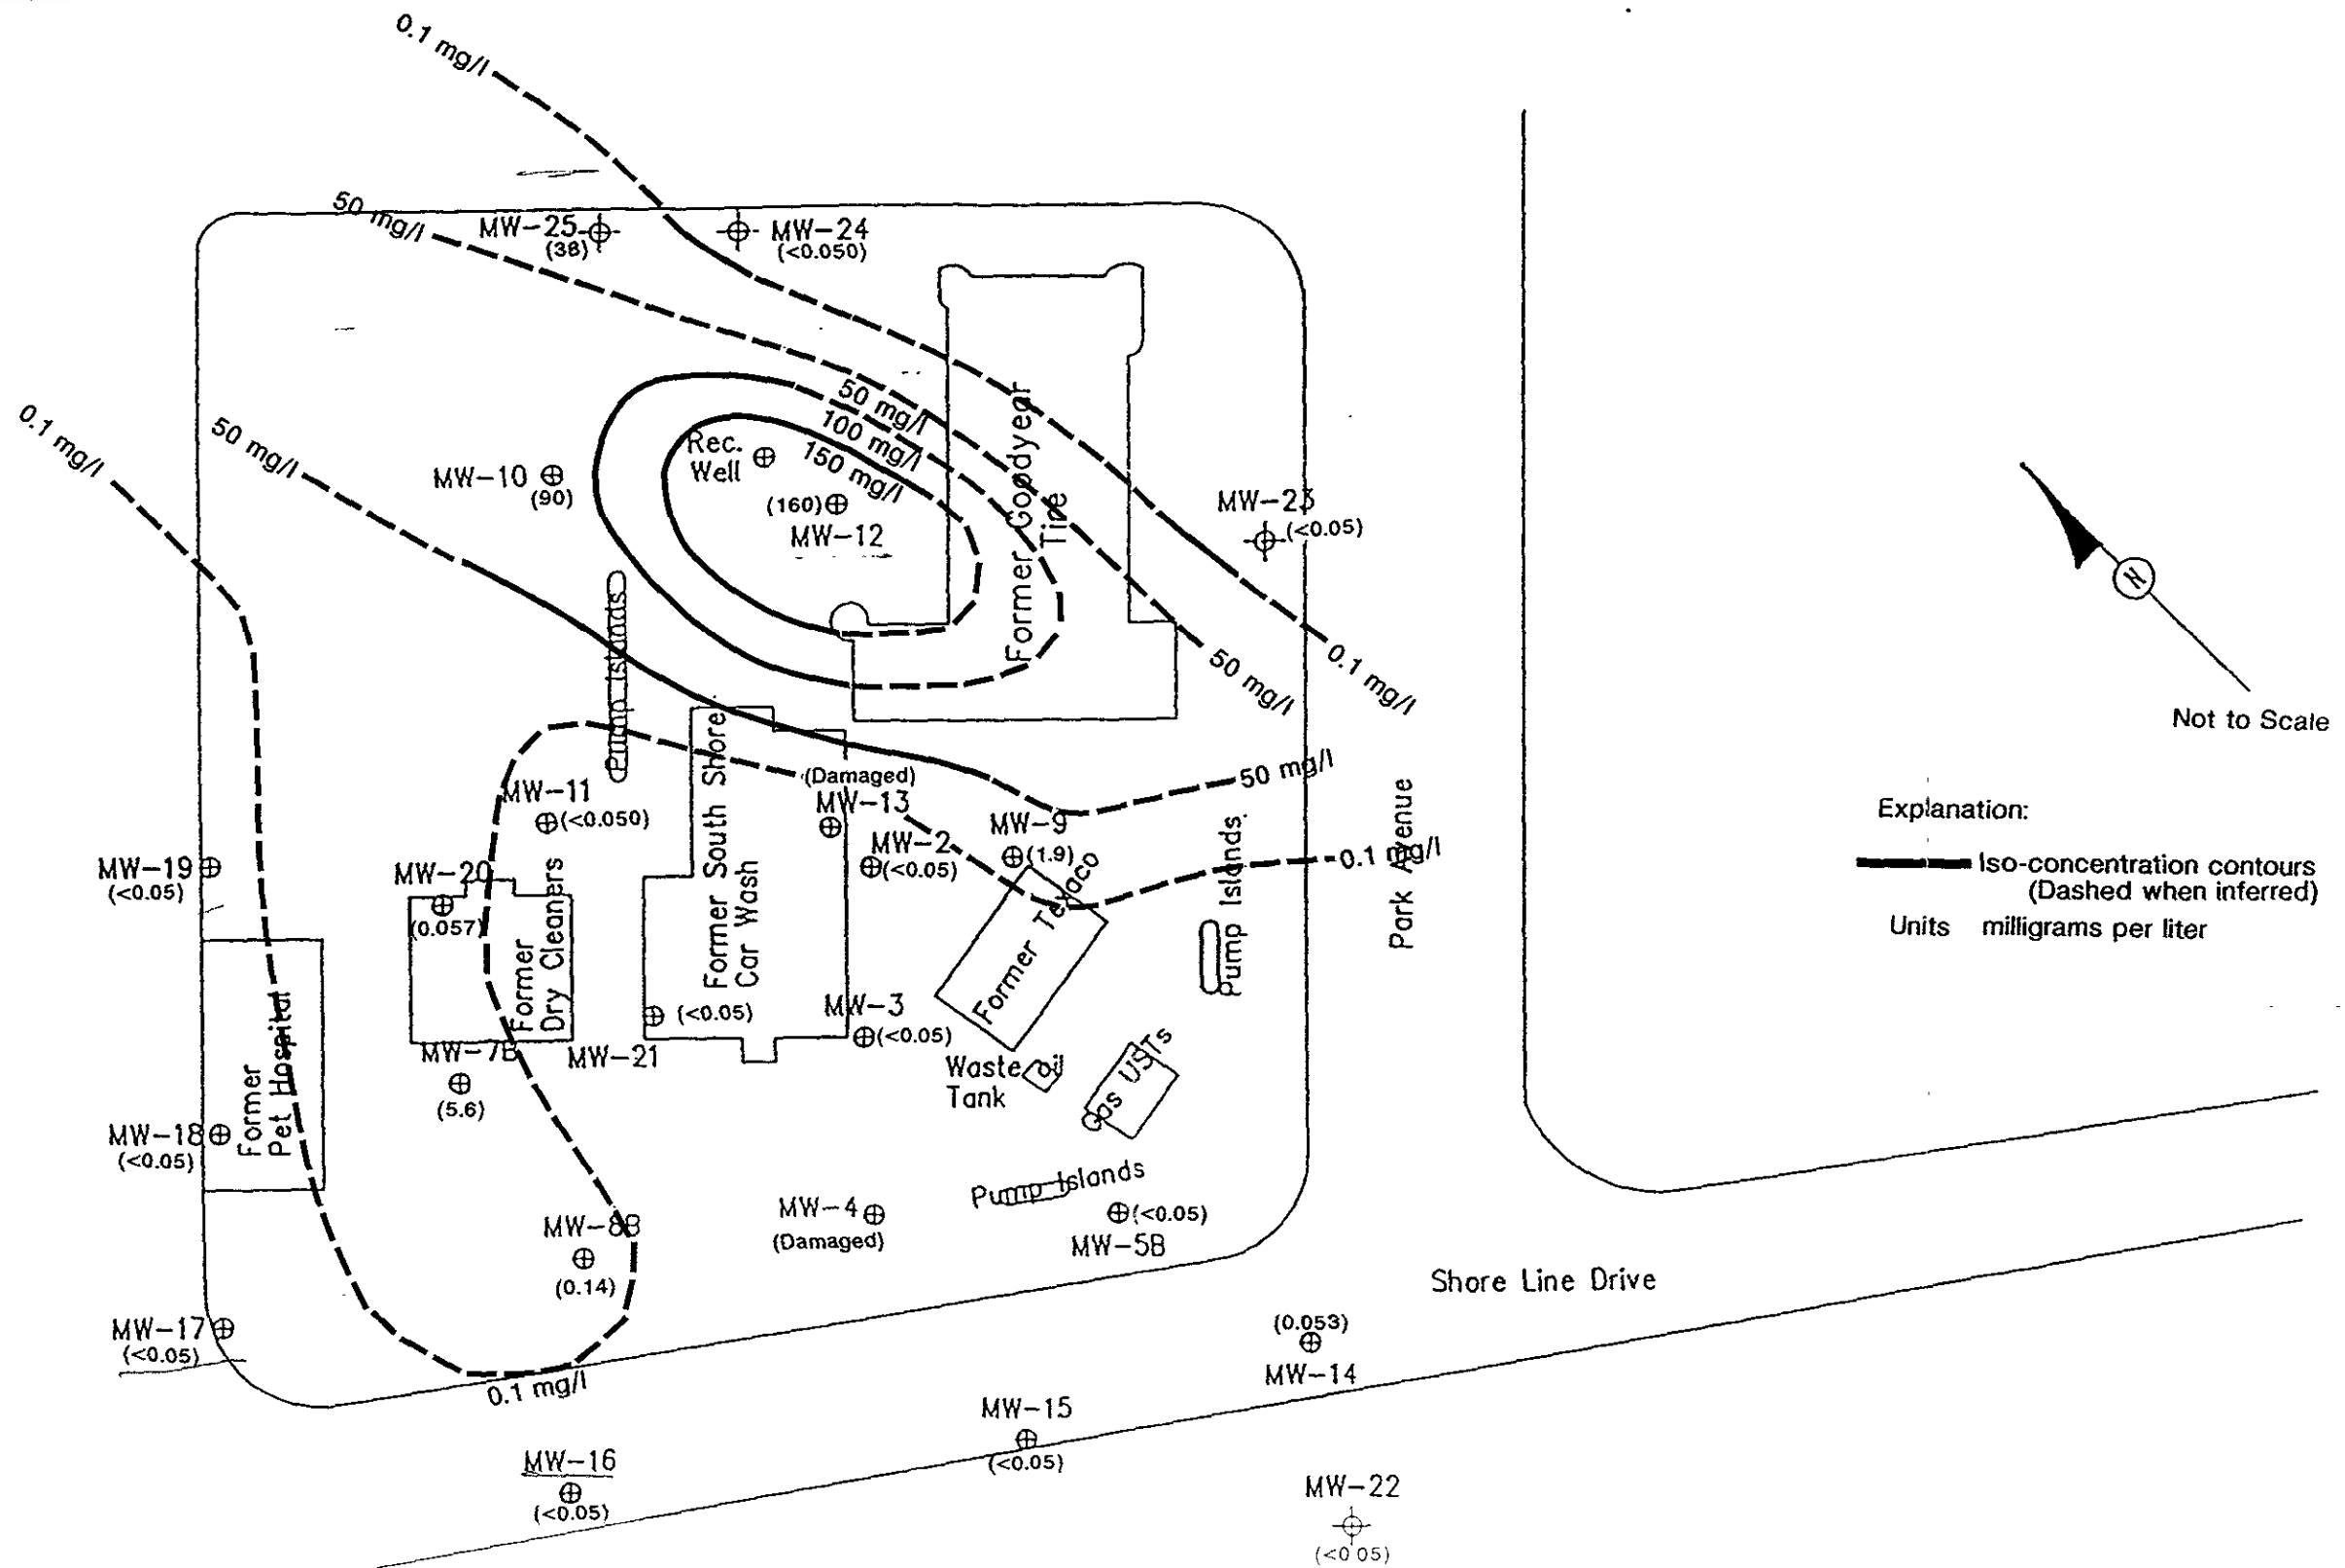 0.1 mg/l
50 mg/l
MW-25
(38)
MW-24
(<0.050)
0.1 mg/l
50 mg/l
MW-10
(90)
Rec.
Well
50 mg/l
100 mg/l
150 mg/l
(160)
MW-12
Former Goodyear
Tire
MW-23
(<0.05)
N
Not to Scale
50 mg/l
0.1 mg/l
Pump Islands
MW-11
(<0.050)
Former South Shore
Car Wash
(Damaged)
MW-13
MW-2
(<0.05)
MW-9
(1.9)
50 mg/l
0.1 mg/l
Pump Islands
Park Avenue
Explanation:
Iso-concentration contours
(Dashed when inferred)
Units milligrams per liter
MW-19
(<0.05)
MW-20
(0.057)
Former
Dry Cleaners
Former Texaco
MW-7B
(5.6)
MW-21
(<0.05)
MW-3
(<0.05)
Waste Oil
Tank
Gas USTs
Former
Pet Hospital
MW-18
(<0.05)
MW-8B
(0.14)
MW-4
(Damaged)
Pump Islands
(<0.05)
MW-5B
MW-17
(<0.05)
0.1 mg/l
Shore Line Drive
(0.053)
MW-14
MW-15
(<0.05)
MW-16
(<0.05)
MW-22
(<0 05)